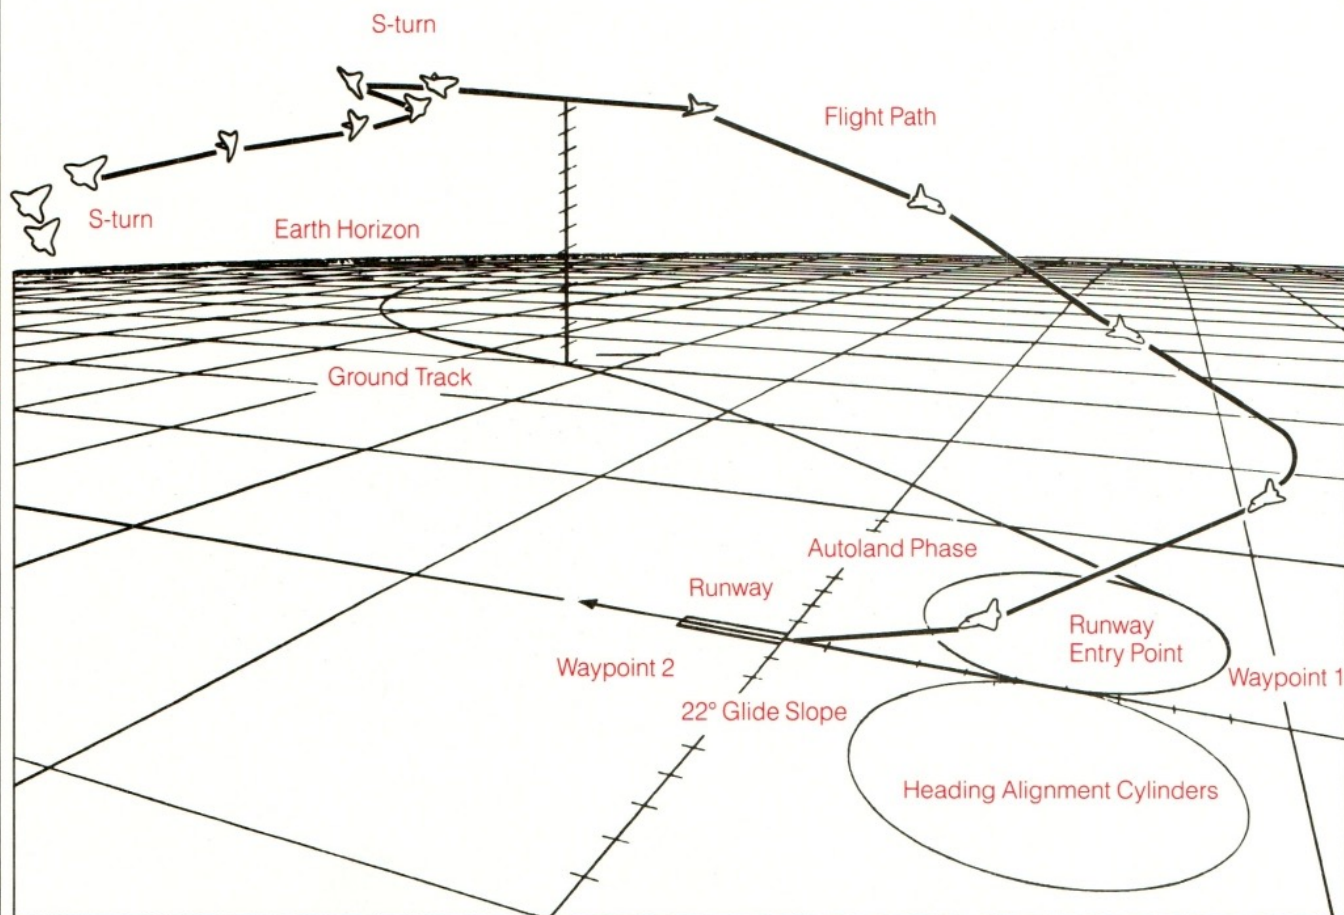 S-turn
Flight Path
S-turn
Earth Horizon
Ground Track
Autoland Phase
Runway
Runway
Entry Point
Waypoint 2
Waypoint 1
22° Glide Slope
Heading Alignment Cylinders